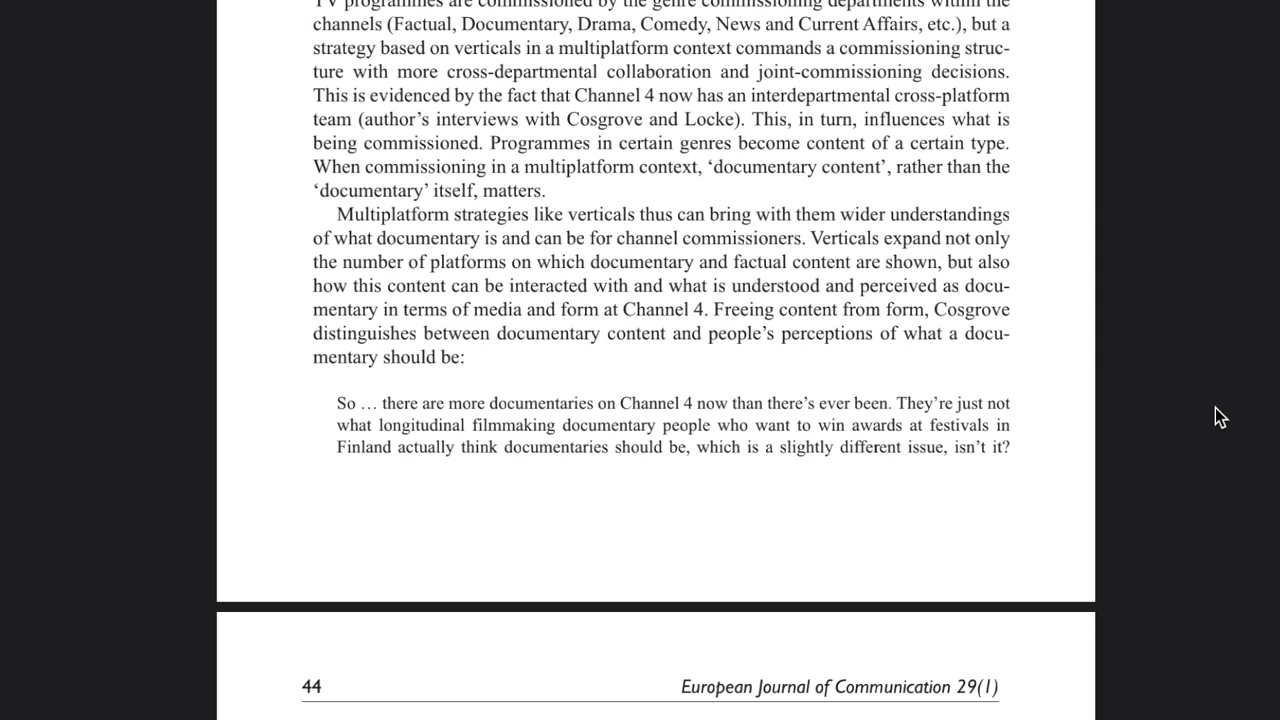 TV programmes are commissioned by the genre commissioning departments within the
channels (Factual, Documentary, Drama, Comedy, News and Current Affairs, etc.), but a
strategy based on verticals in a multiplatform context commands a commissioning struc-
ture with more cross-departmental collaboration and joint-commissioning decisions.
This is evidenced by the fact that Channel 4 now has an interdepartmental cross-platform
team (author’s interviews with Cosgrove and Locke). This, in turn, influences what is
being commissioned. Programmes in certain genres become content of a certain type.
When commissioning in a multiplatform context, ‘documentary content’, rather than the
‘documentary’ itself, matters.
Multiplatform strategies like verticals thus can bring with them wider understandings
of what documentary is and can be for channel commissioners. Verticals expand not only
the number of platforms on which documentary and factual content are shown, but also
how this content can be interacted with and what is understood and perceived as docu-
mentary in terms of media and form at Channel 4. Freeing content from form, Cosgrove
distinguishes between documentary content and people’s perceptions of what a docu-
mentary should be:
So … there are more documentaries on Channel 4 now than there’s ever been. They’re just not
what longitudinal filmmaking documentary people who want to win awards at festivals in
Finland actually think documentaries should be, which is a slightly different issue, isn’t it?
44 European Journal of Communication 29(1)